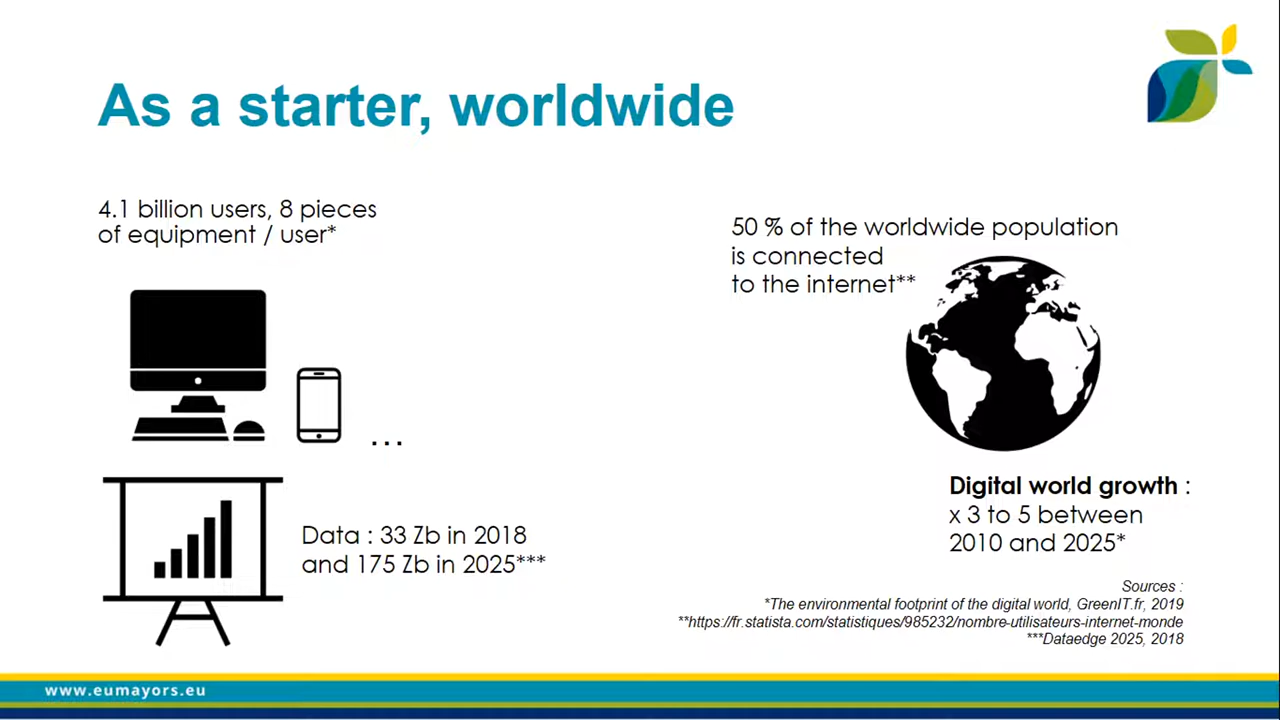 As a starter, worldwide
4.1 billion users, 8 pieces
of equipment / user*
50 % of the worldwide population
is connected
to the internet**
...
Data : 33 Zb in 2018
and 175 Zb in 2025***
Digital world growth :
x 3 to 5 between
2010 and 2025*
Sources :
*The environmental footprint of the digital world, GreenIT.fr, 2019
**https://fr.statista.com/statistiques/985232/nombre-utilisateurs-internet-monde
***Dataedge 2025, 2018
www.eumayors.eu